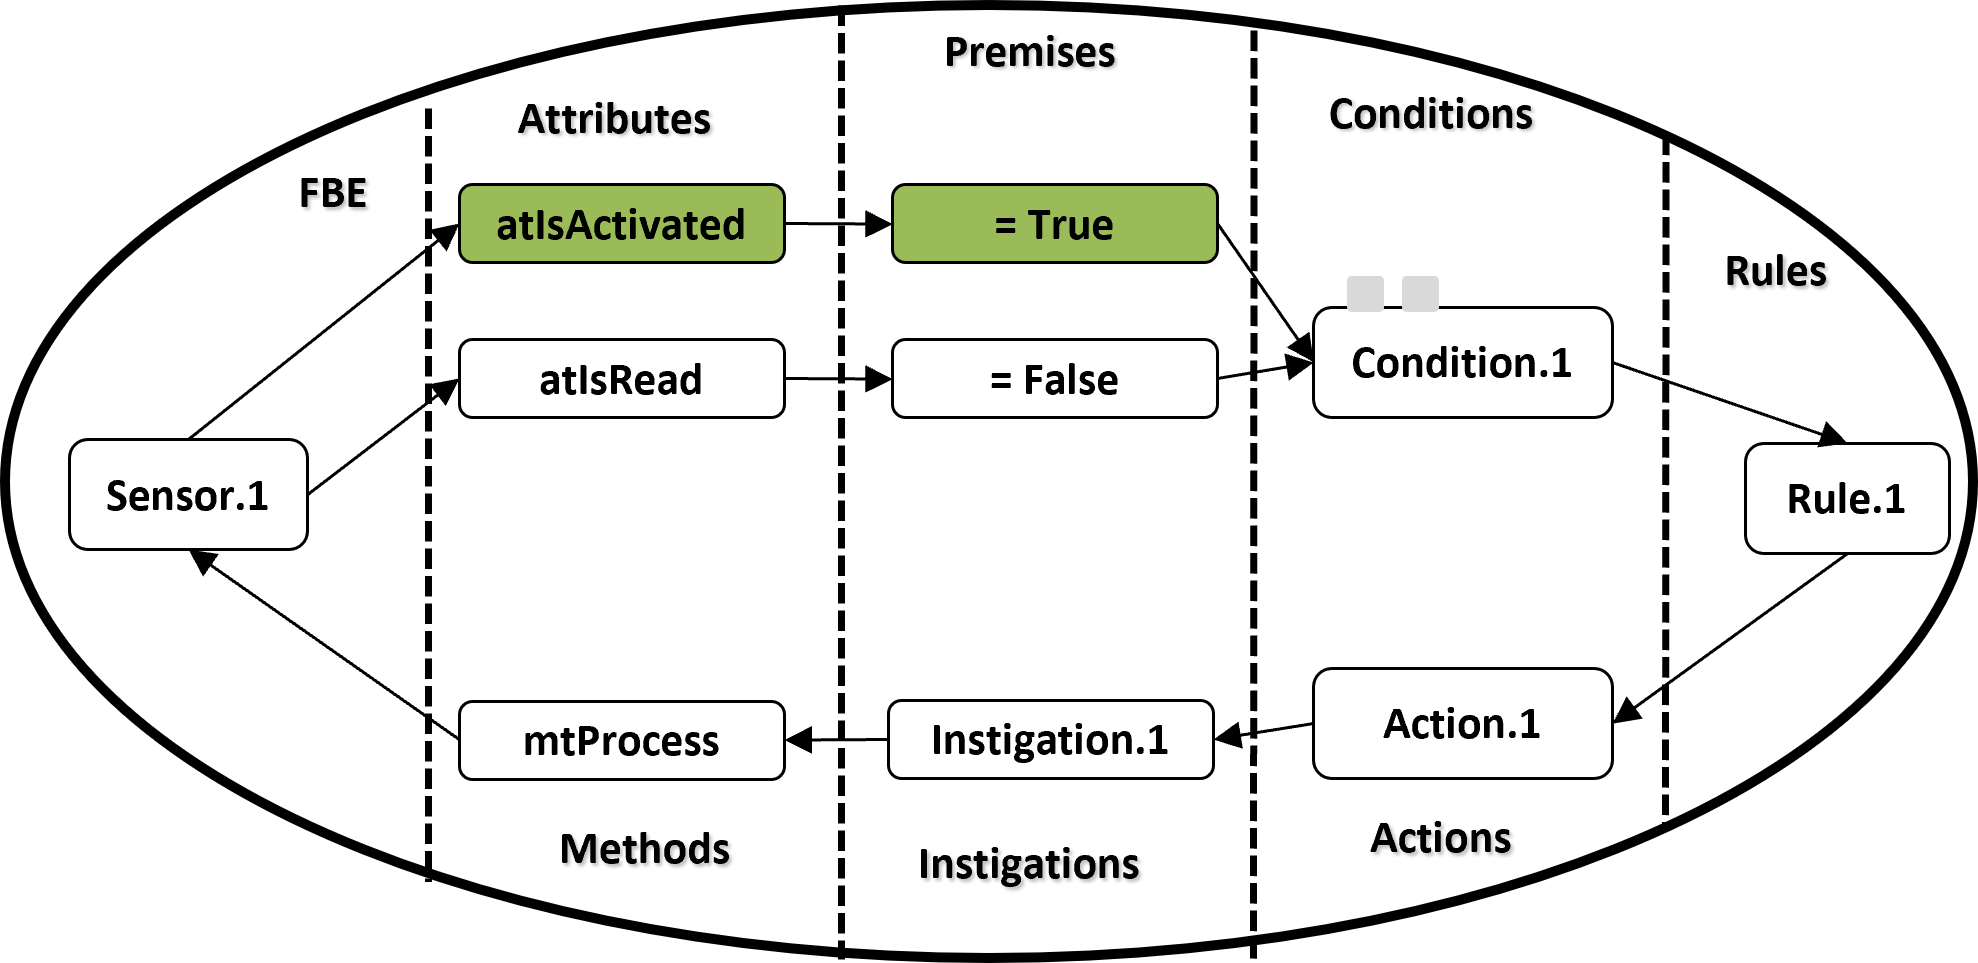 Premises
Attributes
Conditions
FBE
atIsActivated
= True
Rules
atIsRead
= False
Condition.1
Sensor.1
Rule.1
mtProcess
Instigation.1
Action.1
Methods
Instigations
Actions